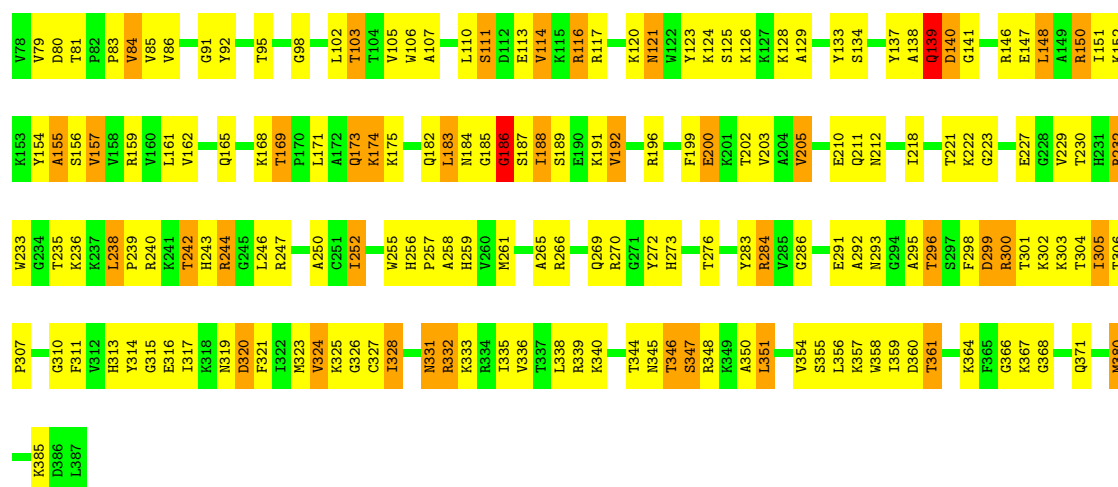 V78 V79 D80 T81 P82 P83 V84 V85 V86 G91 Y92 T95 G98 L102 T103 T104 V105 W106 A107 L110 S111 D112 E113 V114 K115 R116 R117 K120 N121 W122 Y123 K124 S125 K126 K127 K128 A129 Y133 S134 Y137 A138 Q139 D140 G141 R146 E147 L148 A149 R150 I151 K152
K153 Y154 A155 S156 V157 V158 R159 V160 L161 V162 Q165 K168 T169 P170 L171 A172 Q173 K174 K175 Q182 L183 N184 G185 G186 S187 I188 S189 E190 K191 V192 R196 F199 E200 K201 T202 V203 A204 V205 E210 Q211 N212 I218 T221 K222 G223 E227 G228 V229 T230 H231
W233 G234 T235 K236 K237 L238 P239 R240 K241 T242 H243 R244 G245 L246 R247 A250 C251 I252 W255 H256 P257 A258 H259 V260 M261 A265 R266 Q269 R270 G271 Y272 H273 T276 Y283 R284 V285 G286 E291 A292 N293 G294 A295 T296 S297 F298 D299 R300 T301 K302 K303 T304 I305 T306
P307 G310 F311 V312 H313 Y314 G315 E316 I317 K318 N319 D320 F321 I322 M323 V324 K325 G326 C327 I328 N331 R332 K333 R334 I335 V336 T337 L338 R339 K340 T344 N345 T346 S347 R348 K349 A350 L351 V354 S355 L356 K357 W358 I359 D360 T361 K364 F365 G366 K367 G368 Q371 M380
K385 D386 L387